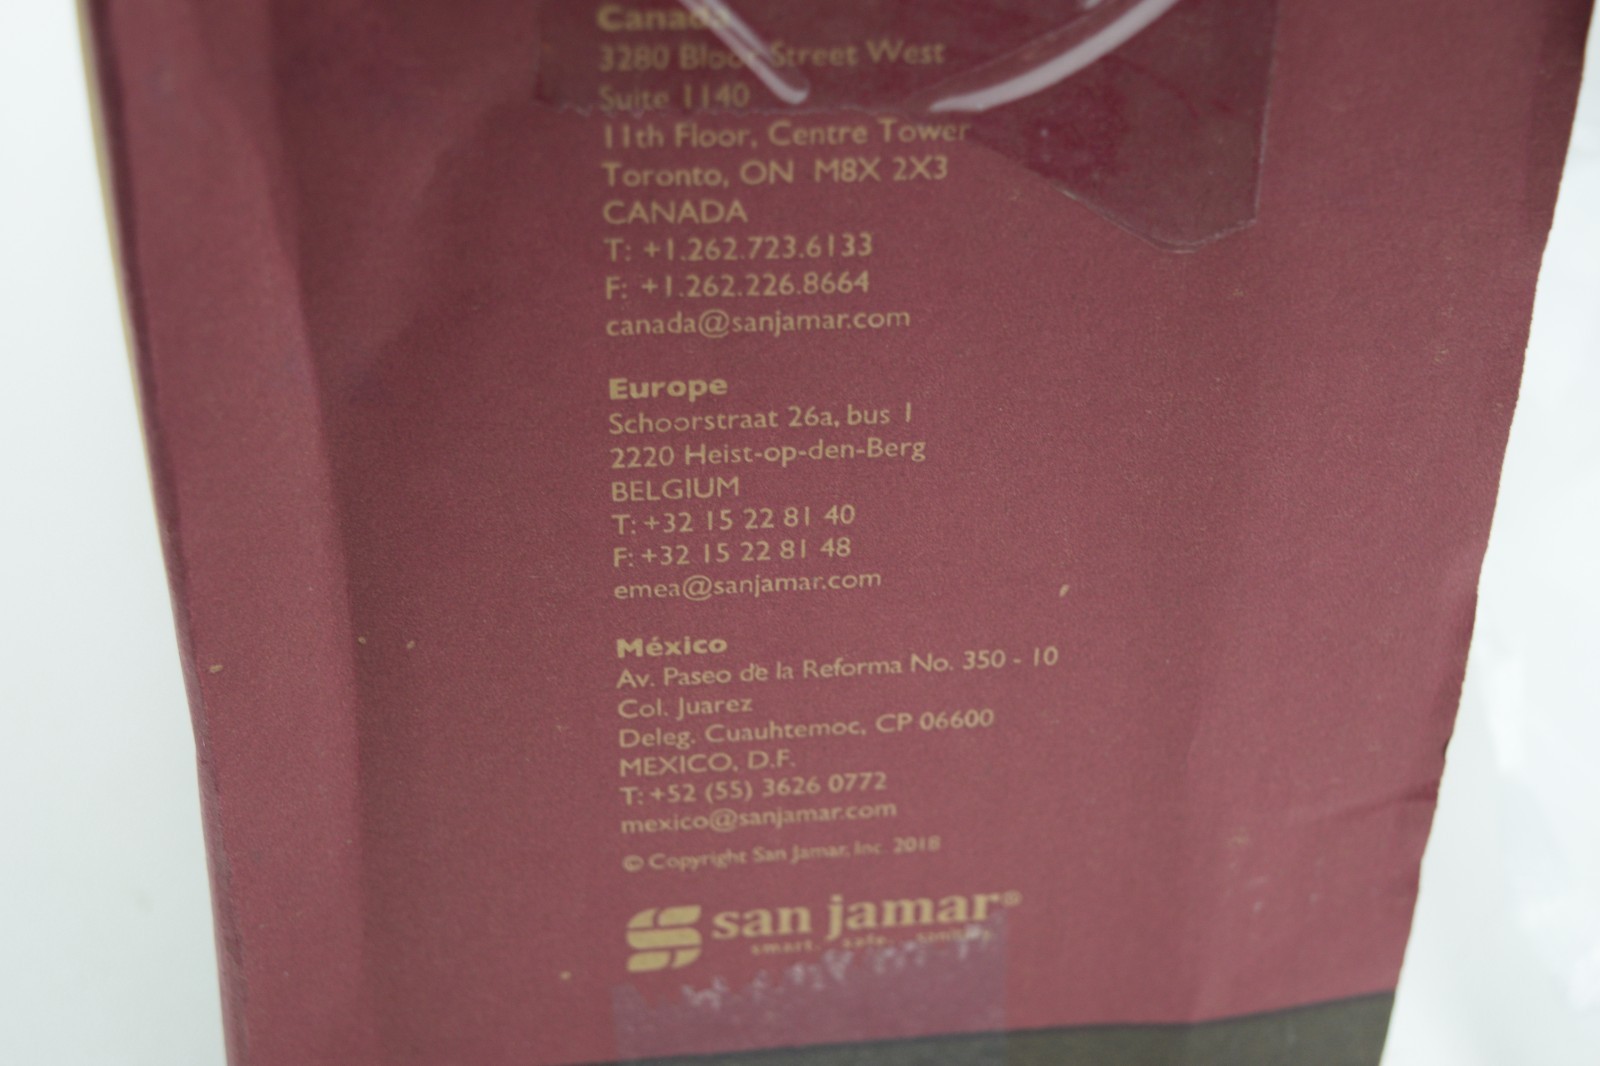 Canada
3280 Bloor Street West
Suite 1140
11th Floor, Centre Tower
Toronto, ON M8X 2X3
CANADA
T: +1.262.723.6133
F: +1.262.226.8664
canada@sanjamar.com
Europe
Schoorstraat 26a, bus 1
2220 Heist-op-den-Berg
BELGIUM
T: +32 15 22 81 40
F: +32 15 22 81 48
emea@sanjamar.com
México
Av. Paseo de la Reforma No. 350 - 10
Col. Juarez
Deleg. Cuauhtemoc, CP 06600
MEXICO, D.F.
T: +52 (55) 3626 0772
mexico@sanjamar.com
© Copyright San Jamar, Inc. 2018
san jamar®
smart. safe.